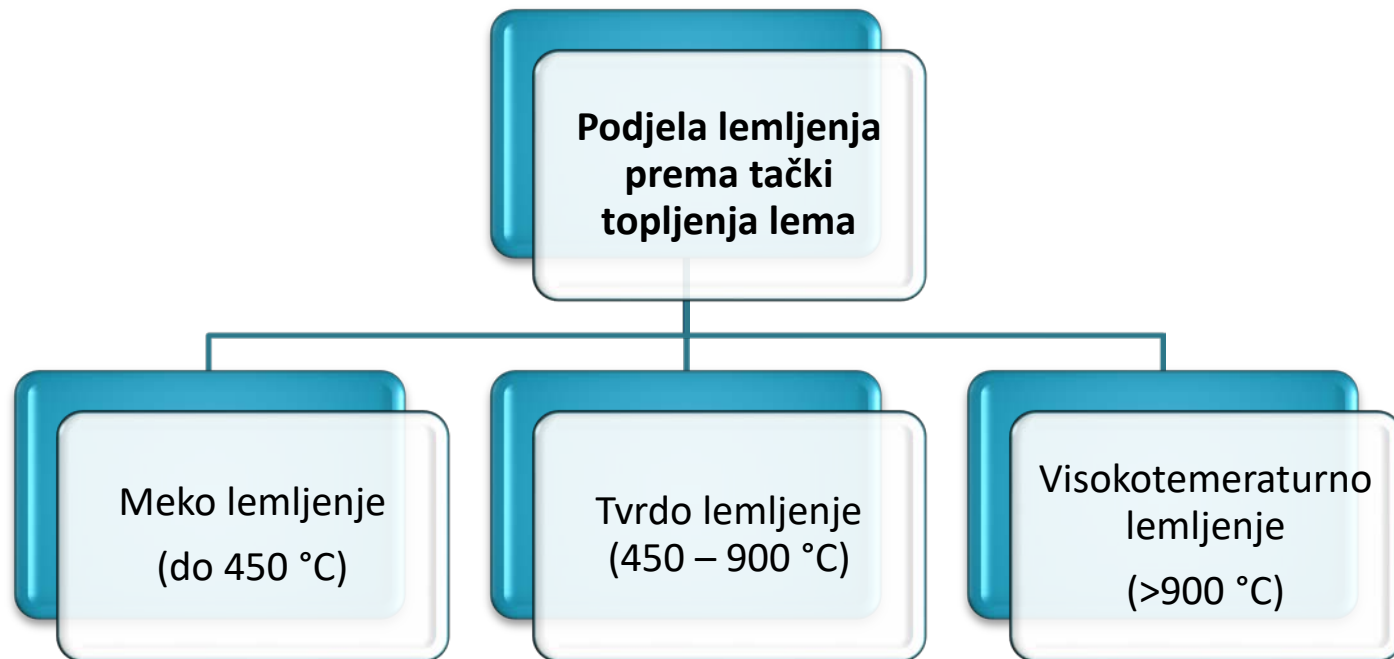 Podjela lemljenja
prema tački
topljenja lema
Meko lemljenje
(do 450 °C)
Tvrdo lemljenje
(450 – 900 °C)
Visokotemeraturno
lemljenje
(>900 °C)